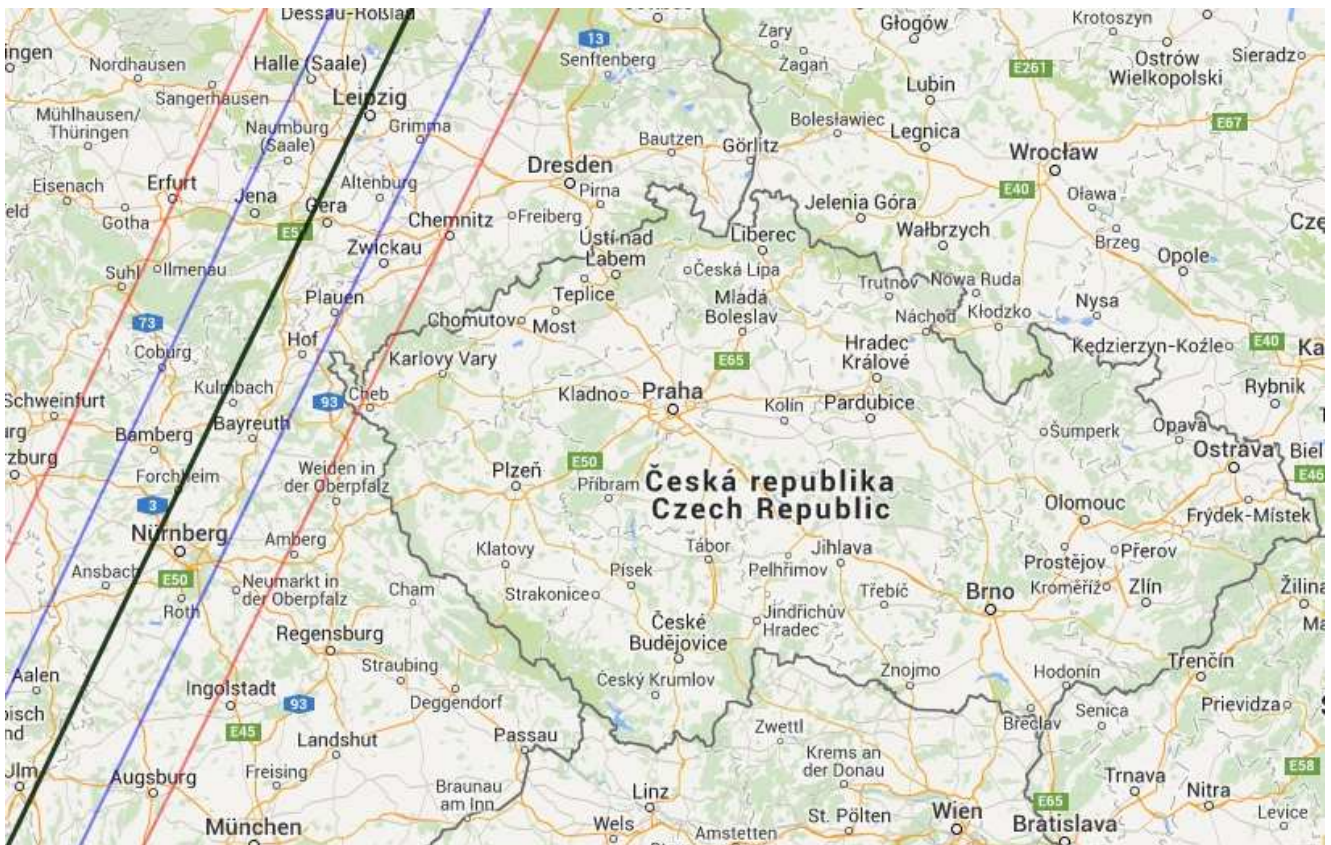 Dessau-Roßlau
Głogów
Krotoszyn
ingen
Nordhausen
Halle (Saale)
13
Senftenberg
Żary
Żagań
E261
Ostrów
Wielkopolski
Sieradz
Sangerhausen
Leipzig
Lubin
Mühlhausen/
Thüringen
Naumburg
(Saale)
Grimma
Bautzen
Görlitz
Bolesławiec
Legnica
E67
Wrocław
Dresden
Eisenach
Erfurt
Jena
Altenburg
Pirna
E40
Oława
eld
Gotha
Gera
Chemnitz
Freiberg
Jelenia Góra
Wałbrzych
Brzeg
Zwickau
Ústí nad
Labem
Liberec
Opole
Suhl
Ilmenau
Česká Lípa
Plauen
Teplice
Mladá
Boleslav
Trutnov
Nowa Ruda
Nysa
73
Chomutov
Most
Náchod
Kłodzko
Coburg
Hof
Karlovy Vary
E65
Hradec
Králové
Kędzierzyn-Koźle
E40
Ka
Kulmbach
Cheb
Kladno
Praha
Rybnik
Schweinfurt
93
Kolín
Pardubice
urg
Bamberg
Bayreuth
Šumperk
Opava
rzburg
Ostrava
Biel
Forchheim
Weiden in
der Oberpfalz
Plzeň
E50
Příbram
Česká republika
Czech Republic
E46
3
Olomouc
Frýdek-Místek
Nürnberg
Amberg
Klatovy
Tábor
Jihlava
Prostějov
Přerov
Ansbach
E50
Neumarkt in
der Oberpfalz
Písek
Pelhřimov
Kroměříž
Zlín
Žilina
Roth
Cham
Strakonice
Třebíč
Brno
Regensburg
České
Budějovice
Jindřichův
Hradec
Aalen
Straubing
Český Krumlov
Znojmo
Hodonín
Trenčín
Ingolstadt
93
Deggendorf
Prievidza
Břeclav
Senica
E45
Landshut
Passau
Zwettl
Krems an
der Donau
E58
Ulm
Augsburg
Freising
Braunau
am Inn
Linz
Trnava
Nitra
E65
St. Pölten
Wien
Levice
München
Wels
Amstetten
Bratislava